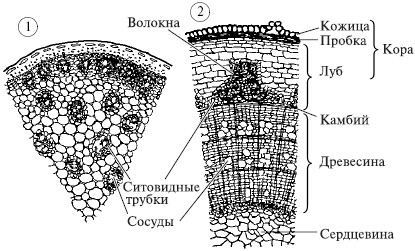 1
2
Волокна
Кожица
Пробка
Кора
Луб
Камбий
Древесина
Ситовидные
трубки
Сосуды
Сердцевина